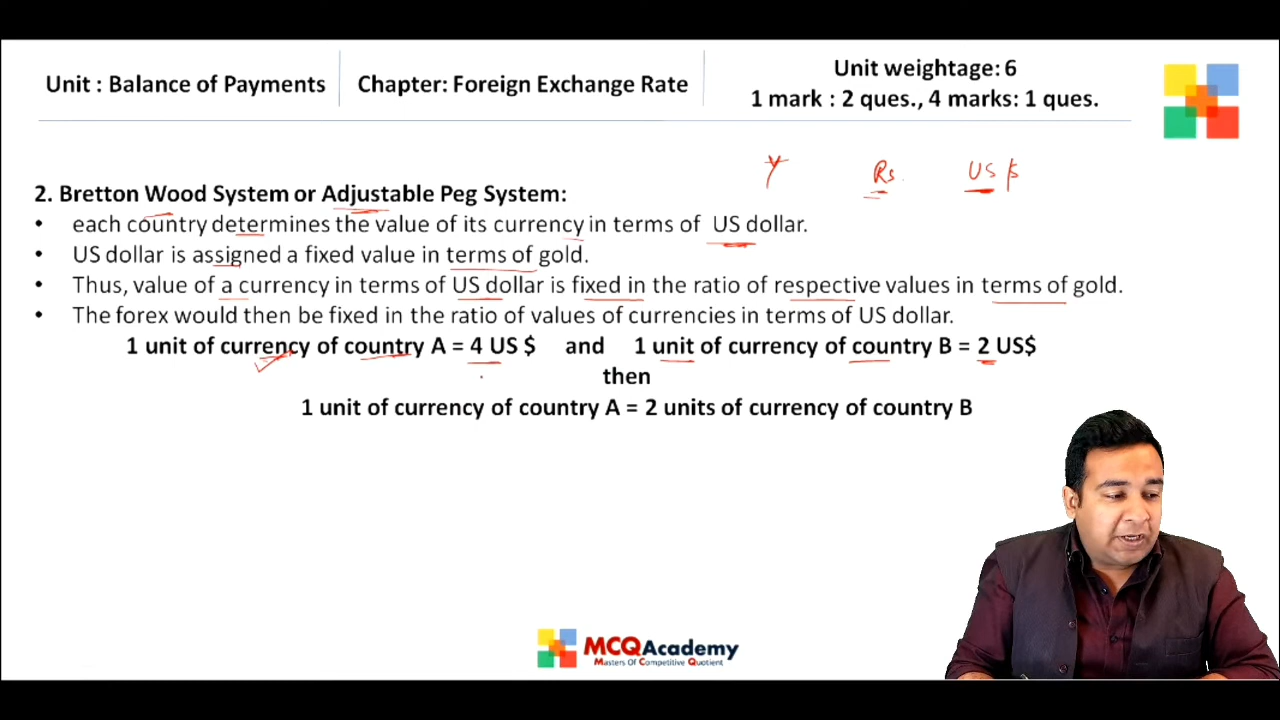 Unit : Balance of Payments
Chapter: Foreign Exchange Rate
Unit weightage: 6
1 mark : 2 ques., 4 marks: 1 ques.
¥ Rs. US $
2. Bretton Wood System or Adjustable Peg System:
• each country determines the value of its currency in terms of US dollar.
• US dollar is assigned a fixed value in terms of gold.
• Thus, value of a currency in terms of US dollar is fixed in the ratio of respective values in terms of gold.
• The forex would then be fixed in the ratio of values of currencies in terms of US dollar.
1 unit of currency of country A = 4 US $ and 1 unit of currency of country B = 2 US$
then
1 unit of currency of country A = 2 units of currency of country B
MCQAcademy
Masters Of Competitive Quotient